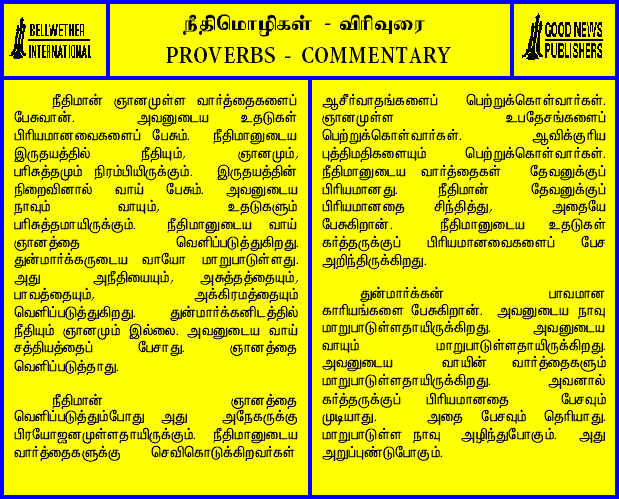 BELLWETHER
INTERNATIONAL
நீதிமொழிகள் - விரிவுரை
PROVERBS - COMMENTARY
GOOD NEWS
PUBLISHERS
நீதிமான் ஞானமுள்ள வார்த்தைகளைப்
பேசுவான். அவனுடைய உதடுகள்
பிரியமானவைகளைப் பேசும். நீதிமானுடைய
இருதயத்தில் நீதியும், ஞானமும்,
பரிசுத்தமும் நிரம்பியிருக்கும். இருதயத்தின்
நிறைவினால் வாய் பேசும். அவனுடைய
நாவும் வாயும், உதடுகளும்
பரிசுத்தமாயிருக்கும். நீதிமானுடைய வாய்
ஞானத்தை வெளிப்படுத்துகிறது.
துன்மார்க்கருடைய வாயோ மாறுபாடுள்ளது.
அது அநீதியையும், அசுத்தத்தையும்,
பாவத்தையும், அக்கிரமத்தையும்
வெளிப்படுத்துகிறது. துன்மார்க்கனிடத்தில்
நீதியும் ஞானமும் இல்லை. அவனுடைய வாய்
சத்தியத்தைப் பேசாது. ஞானத்தை
வெளிப்படுத்தாது.
நீதிமான் ஞானத்தை
வெளிப்படுத்தும்போது அது அநேகருக்கு
பிரயோஜனமுள்ளதாயிருக்கும். நீதிமானுடைய
வார்த்தைகளுக்கு செவிகொடுக்கிறவர்கள்
ஆசீர்வாதங்களைப் பெற்றுக்கொள்வார்கள்.
ஞானமுள்ள உபதேசங்களைப்
பெற்றுக்கொள்வார்கள். ஆவிக்குரிய
புத்திமதிகளையும் பெற்றுக்கொள்வார்கள்.
நீதிமானுடைய வார்த்தைகள் தேவனுக்குப்
பிரியமானது. நீதிமான் தேவனுக்குப்
பிரியமானதை சிந்தித்து, அதையே
பேசுகிறான். நீதிமானுடைய உதடுகள்
கர்த்தருக்குப் பிரியமானவைகளைப் பேச
அறிந்திருக்கிறது.
துன்மார்க்கன் பாவமான
காரியங்களை பேசுகிறான். அவனுடைய நாவு
மாறுபாடுள்ளதாயிருக்கிறது. அவனுடைய
வாயும் மாறுபாடுள்ளதாயிருக்கிறது.
அவனுடைய வாயின் வார்த்தைகளும்
மாறுபாடுள்ளதாயிருக்கிறது. அவனால்
கர்த்தருக்குப் பிரியமானதை பேசவும்
முடியாது. அதை பேசவும் தெரியாது.
மாறுபாடுள்ள நாவு அழிந்துபோகும். அது
அறுப்புண்டுபோகும்.